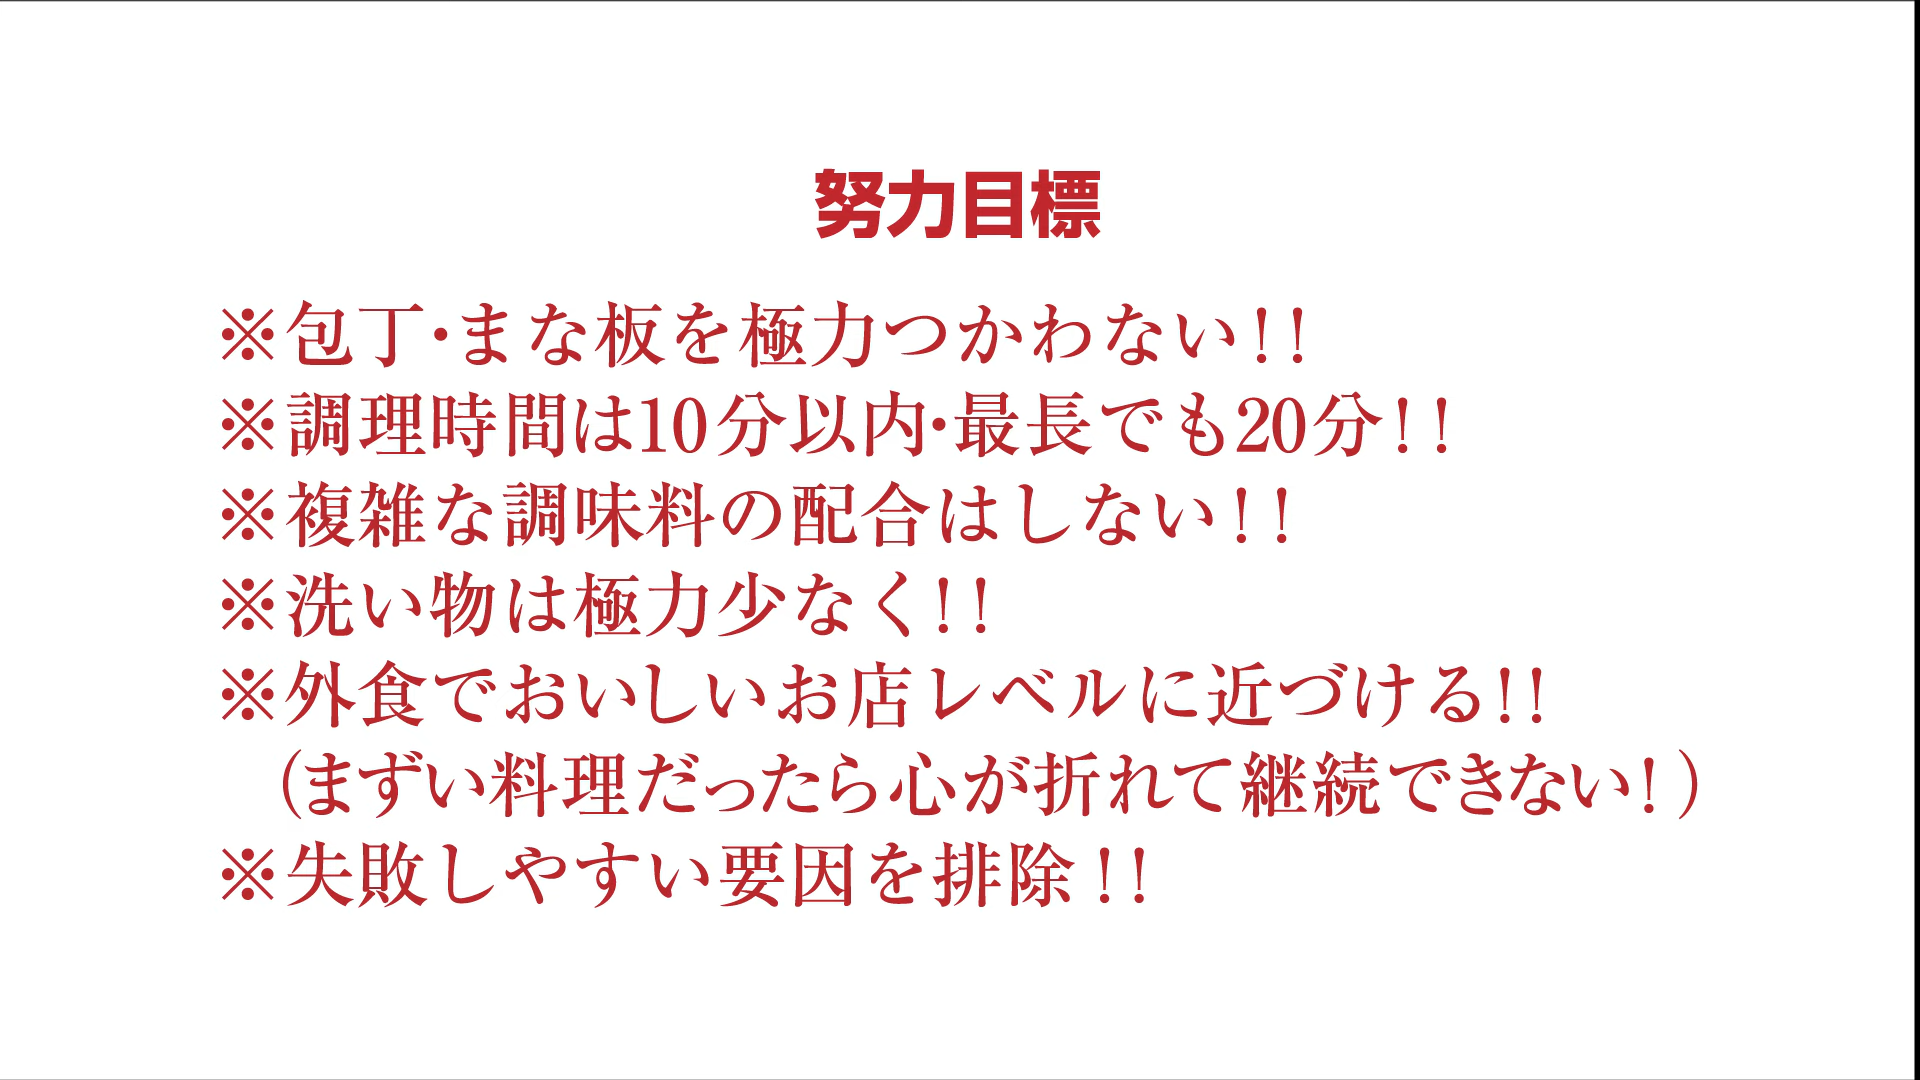 努力目標
※包丁・まな板を極力つかわない!!
※調理時間は10分以内・最長でも20分!!
※複雑な調味料の配合はしない!!
※洗い物は極力少なく!!
※外食でおいしいお店レベルに近づける!!
(まずい料理だったら心が折れて継続できない!)
※失敗しやすい要因を排除!!